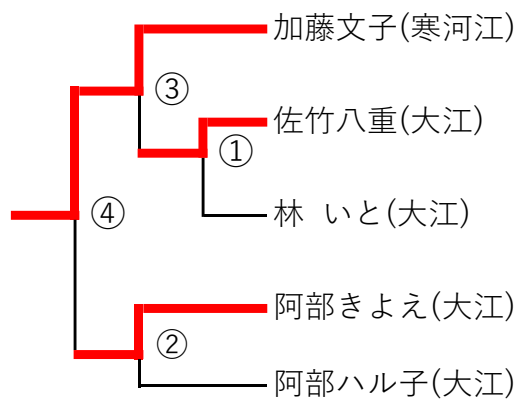 加藤文子(寒河江)
③
佐竹八重(大江)
①
林 いと(大江)
④
阿部きよえ(大江)
②
阿部ハル子(大江)